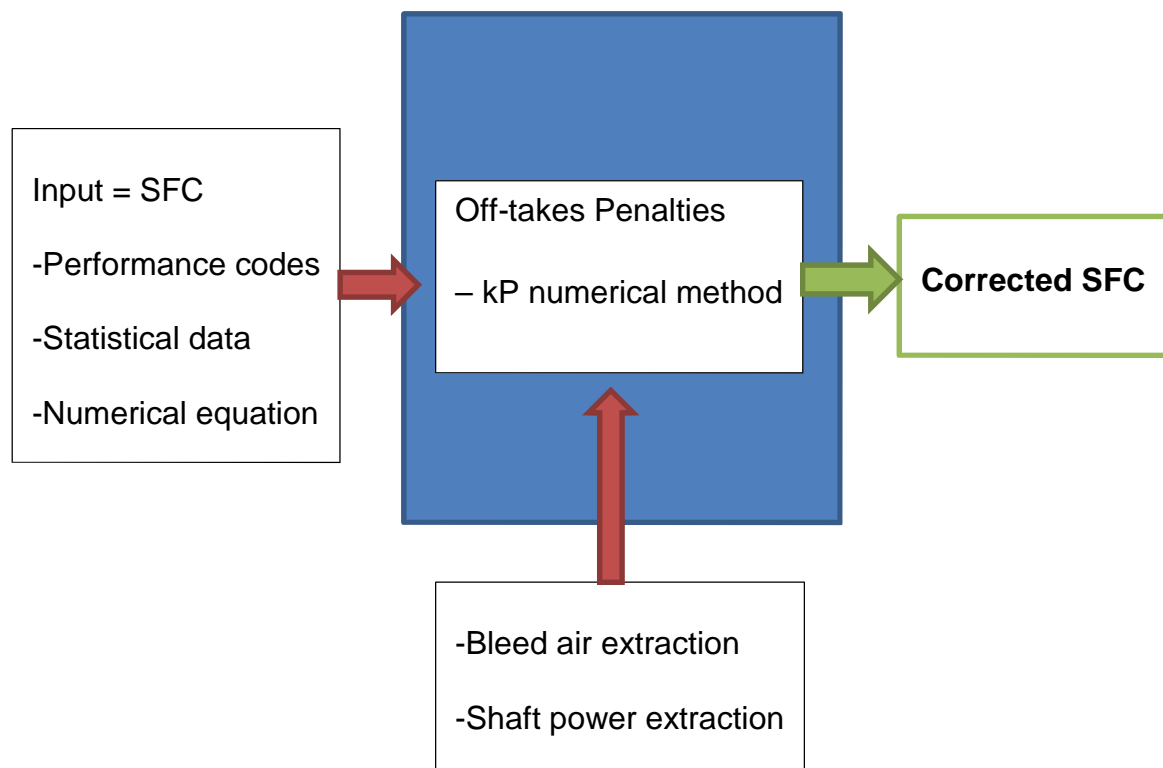 Input = SFC
-Performance codes
-Statistical data
-Numerical equation
Off-takes Penalties
– kP numerical method
Corrected SFC
-Bleed air extraction
-Shaft power extraction